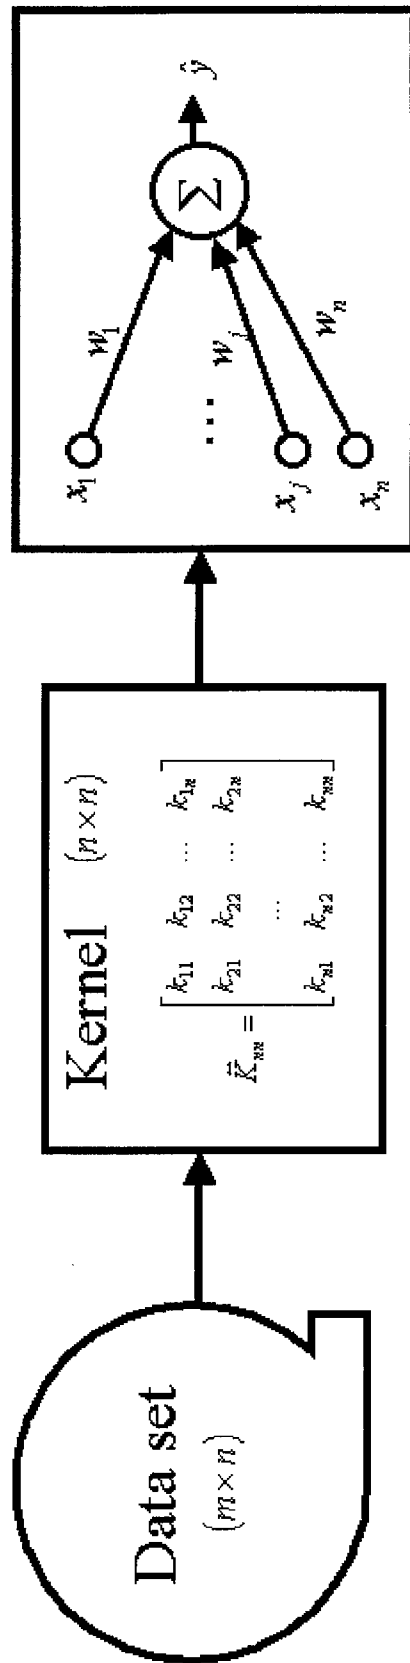 Data set
(m × n)
Kernel (n × n)
k₁₁ k₁₂ ... k₁ₙ
k₂₁ k₂₂ ... k₂ₙ
K⃡ₙₙ =
...
kₙ₁ kₙ₂ ... kₙₙ
x₁
...
xⱼ
xₙ
w₁
wⱼ
wₙ
Σ
ŷ